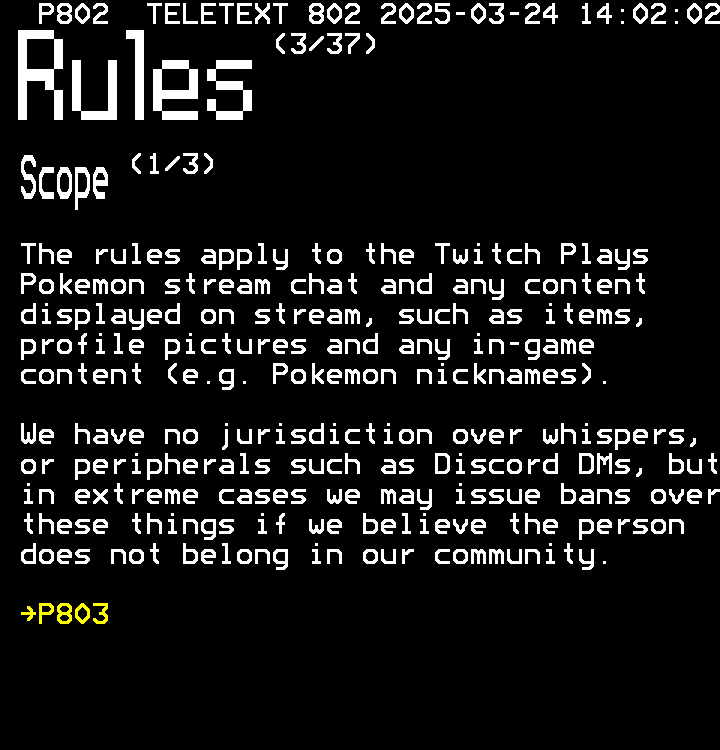 P802 TELETEXT 802 2025-03-24 14:02:02
Rules (3/37)
Scope (1/3)
The rules apply to the Twitch Plays
Pokemon stream chat and any content
displayed on stream, such as items,
profile pictures and any in-game
content (e.g. Pokemon nicknames).
We have no jurisdiction over whispers,
or peripherals such as Discord DMs, but
in extreme cases we may issue bans over
these things if we believe the person
does not belong in our community.
→P803